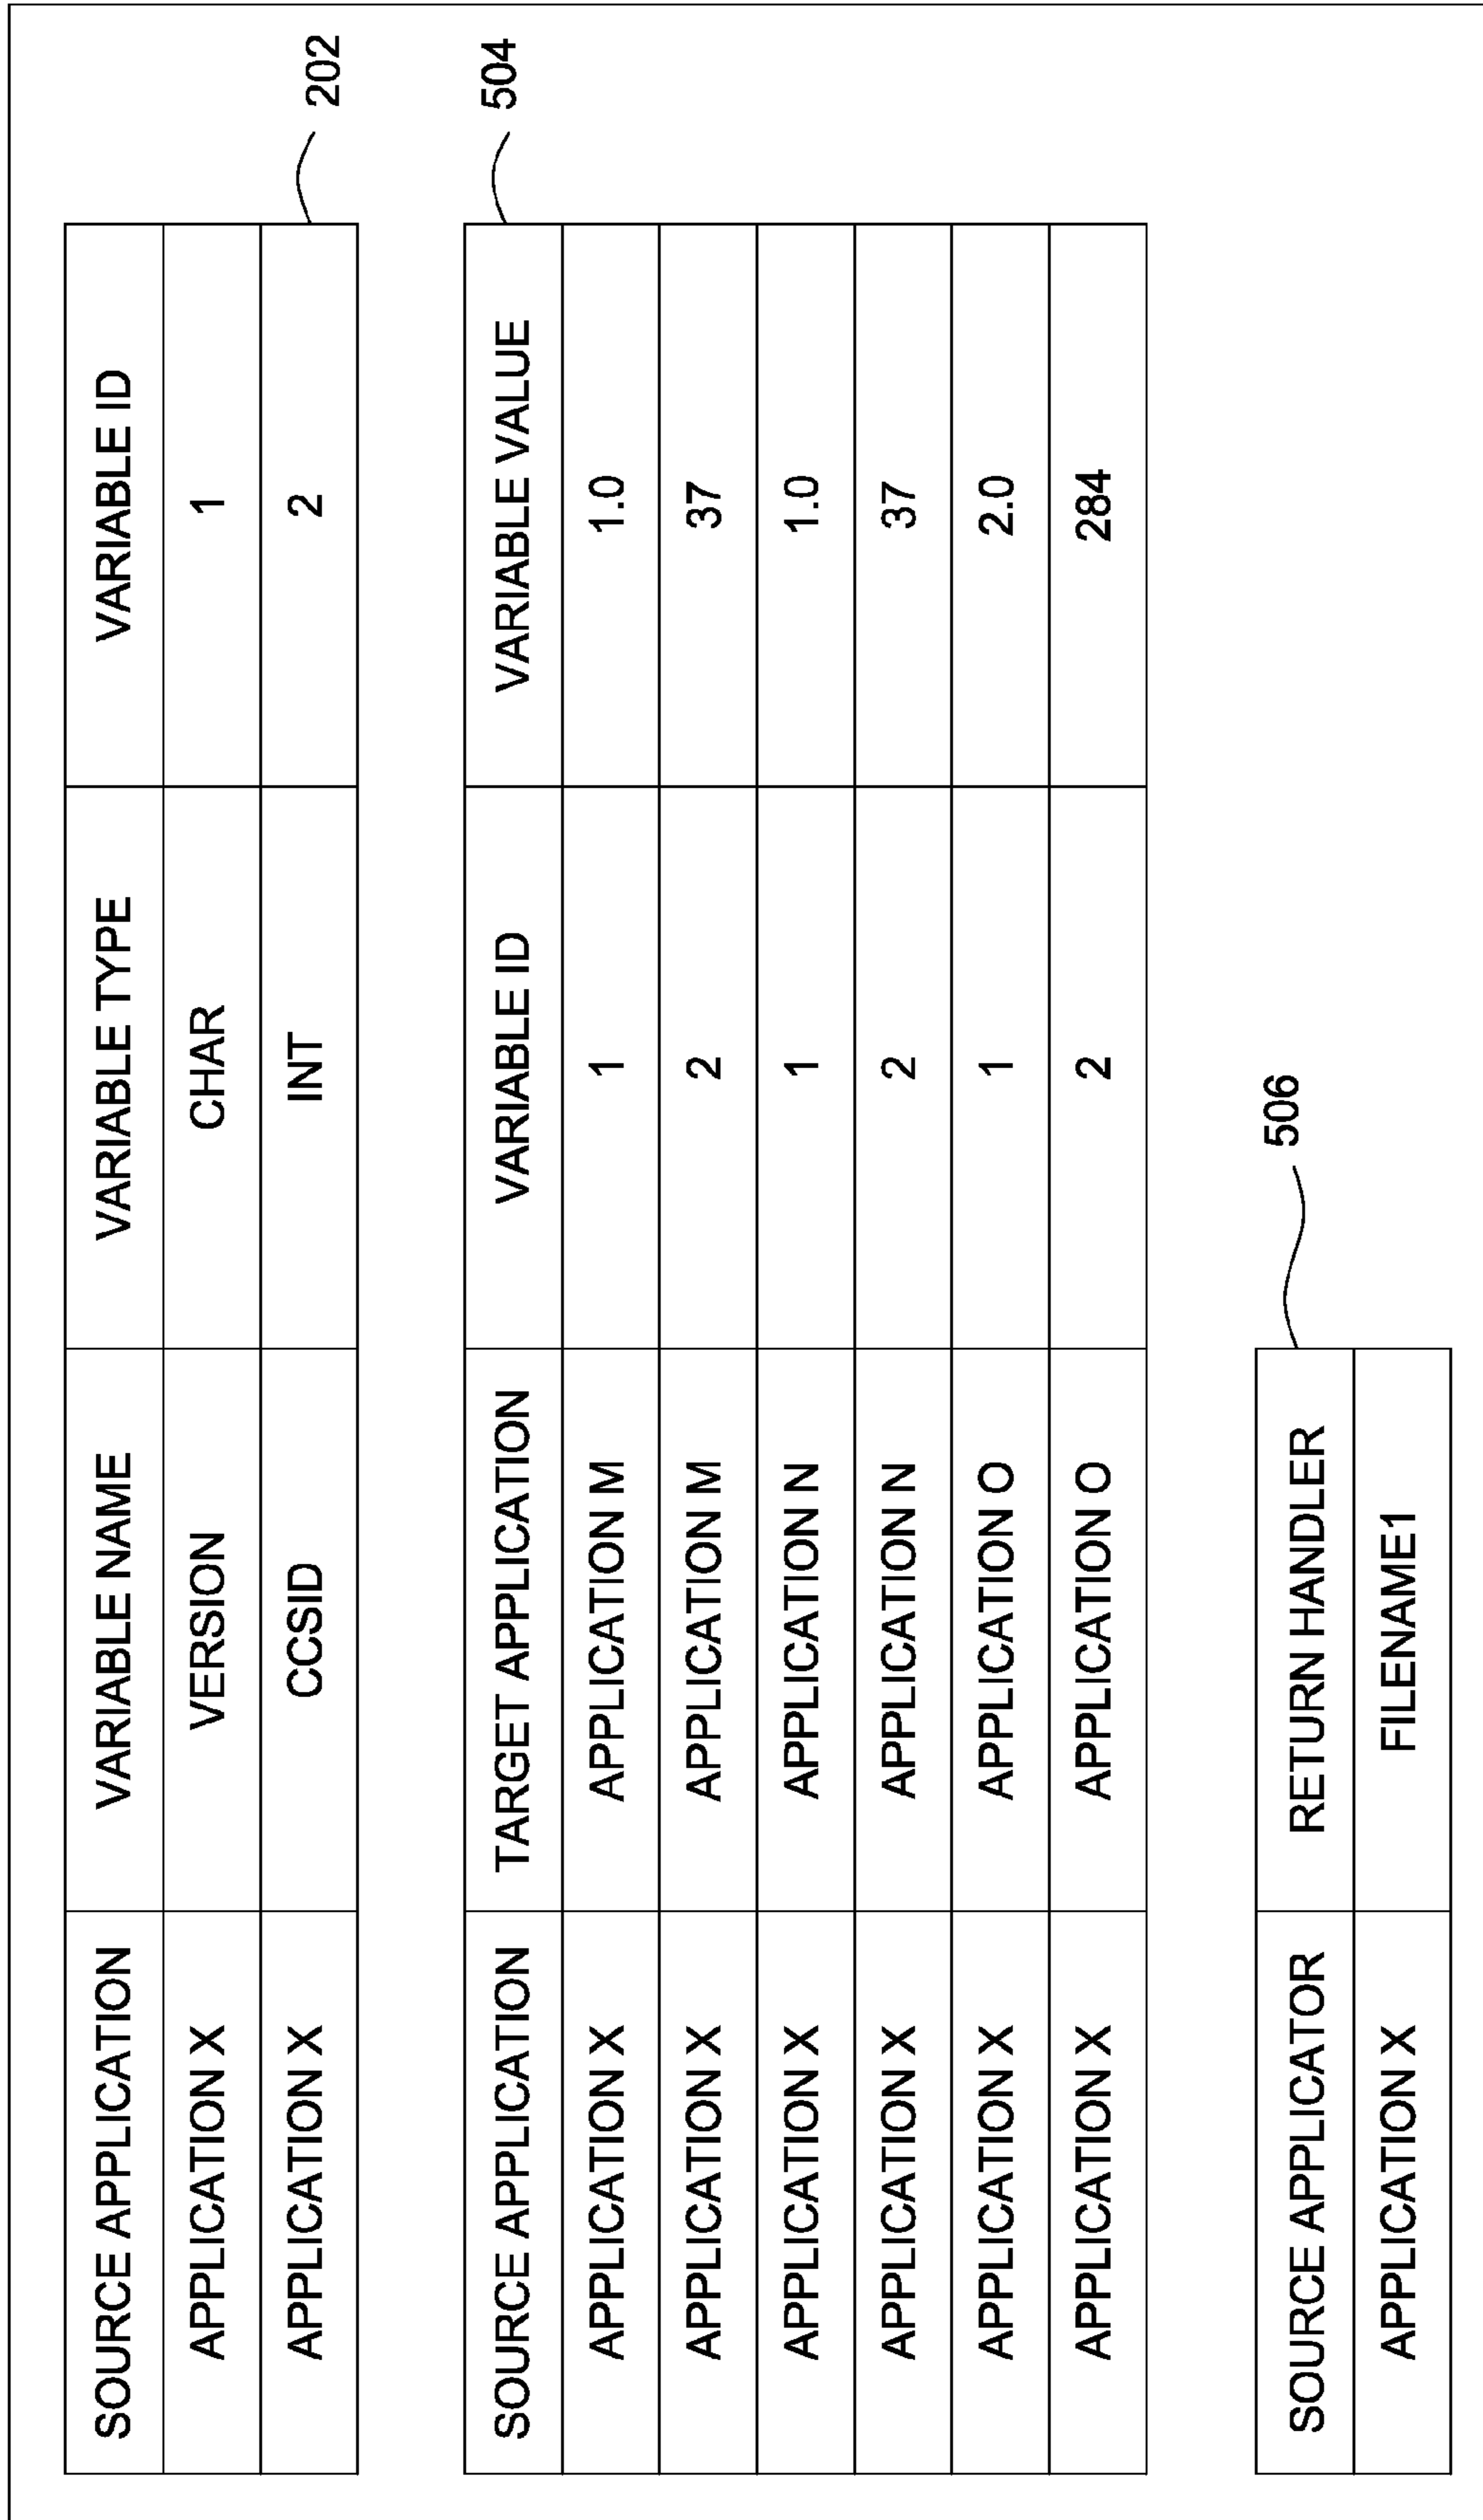 SOURCE APPLICATION VARIABLE NAME VARIABLE TYPE VARIABLE ID
APPLICATION X VERSION CHAR 1
APPLICATION X CCSID INT 2
202
SOURCE APPLICATION TARGET APPLICATION VARIABLE ID VARIABLE VALUE
504
APPLICATION X APPLICATION M 1 1.0
APPLICATION X APPLICATION M 2 37
APPLICATION X APPLICATION N 1 1.0
APPLICATION X APPLICATION N 2 37
APPLICATION X APPLICATION O 1 2.0
APPLICATION X APPLICATION O 2 284
SOURCE APPLICATOR RETURN HANDLER
506
APPLICATION X FILENAME1